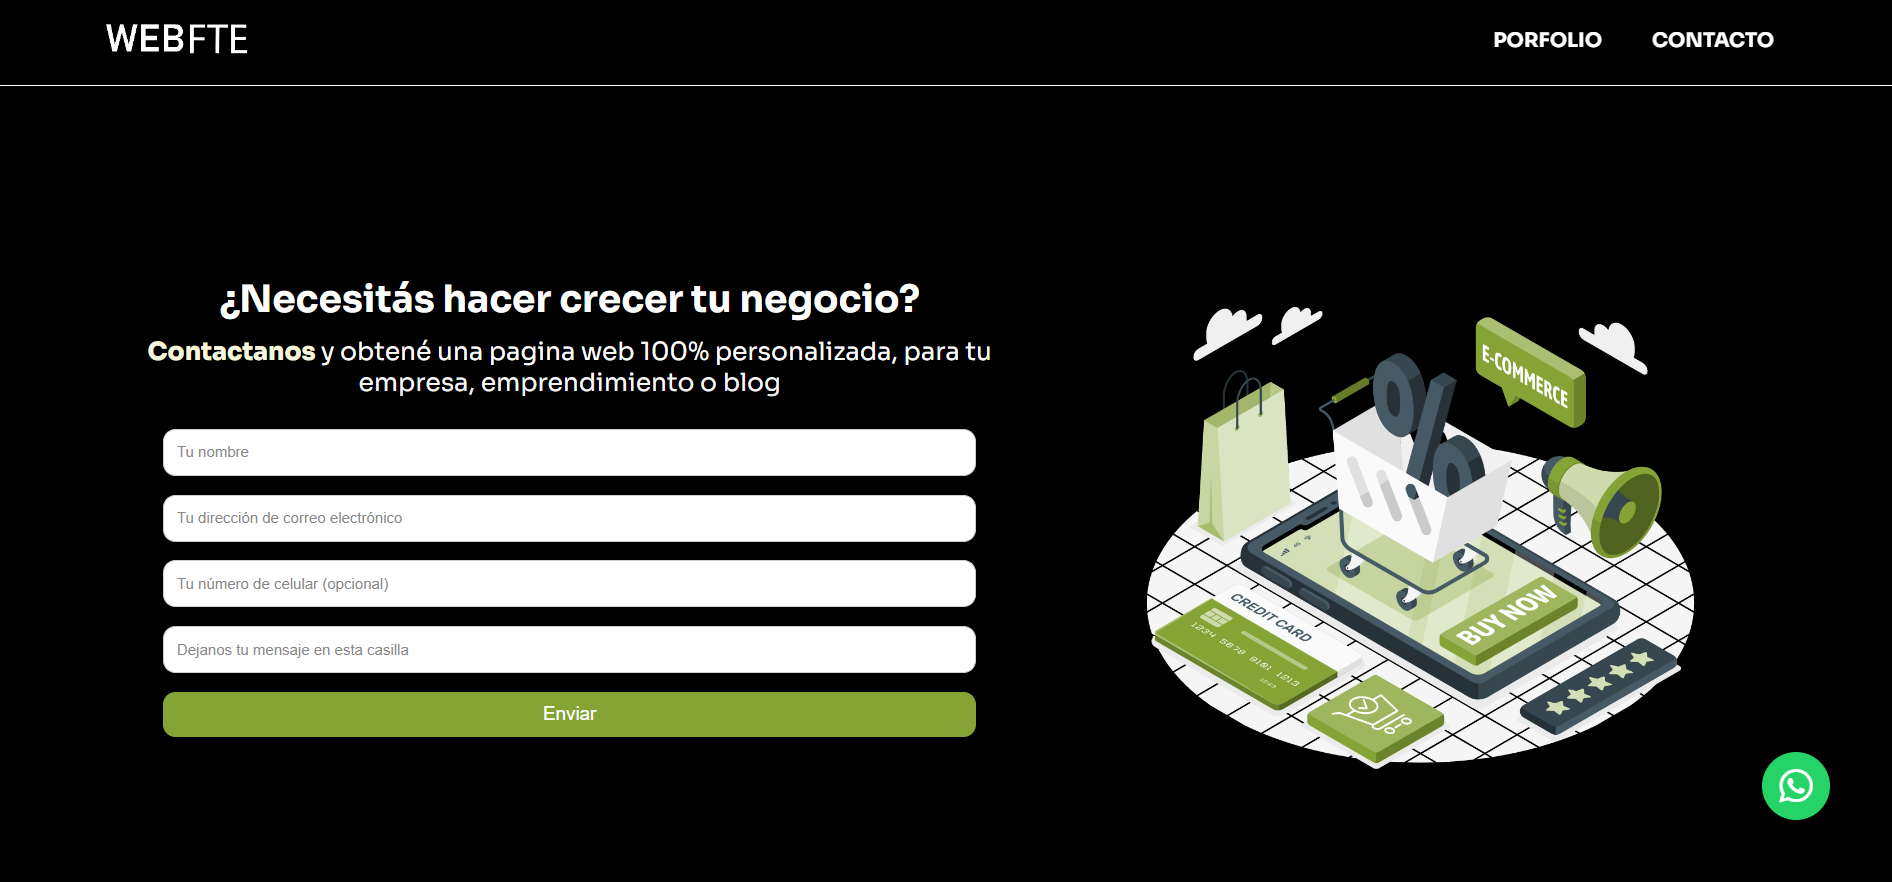 WEBFTE
PORFOLIO
CONTACTO
¿Necesitás hacer crecer tu negocio?
Contactanos y obtené una pagina web 100% personalizada, para tu
empresa, emprendimiento o blog
Tu nombre
Tu dirección de correo electrónico
Tu número de celular (opcional)
Dejanos tu mensaje en esta casilla
Enviar
E-COMMERCE
CREDIT CARD
1234 5678 9101 1213
BUY NOW